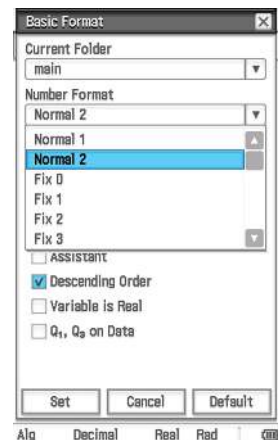 Basic Format
Current Folder
main
Number Format
Normal 2
Normal 1
Normal 2
Fix 0
Fix 1
Fix 2
Fix 3
Assistant
Descending Order
Variable is Real
Q₁, Q₃ on Data
Set Cancel Default
Alg Decimal Real Rad